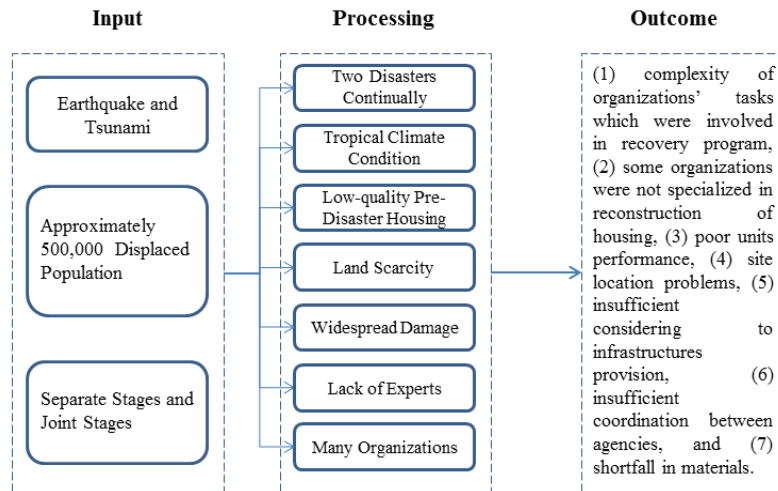 Input
Processing
Outcome
Earthquake and
Tsunami
Approximately
500,000 Displaced
Population
Separate Stages and
Joint Stages
Two Disasters
Continually
Tropical Climate
Condition
Low-quality Pre-
Disaster Housing
Land Scarcity
Widespread Damage
Lack of Experts
Many Organizations
(1) complexity of
organizations' tasks
which were involved
in recovery program,
(2) some organizations
were not specialized in
reconstruction of
housing, (3) poor units
performance, (4) site
location problems, (5)
insufficient
considering to
infrastructures
provision, (6)
insufficient
coordination between
agencies, and (7)
shortfall in materials.